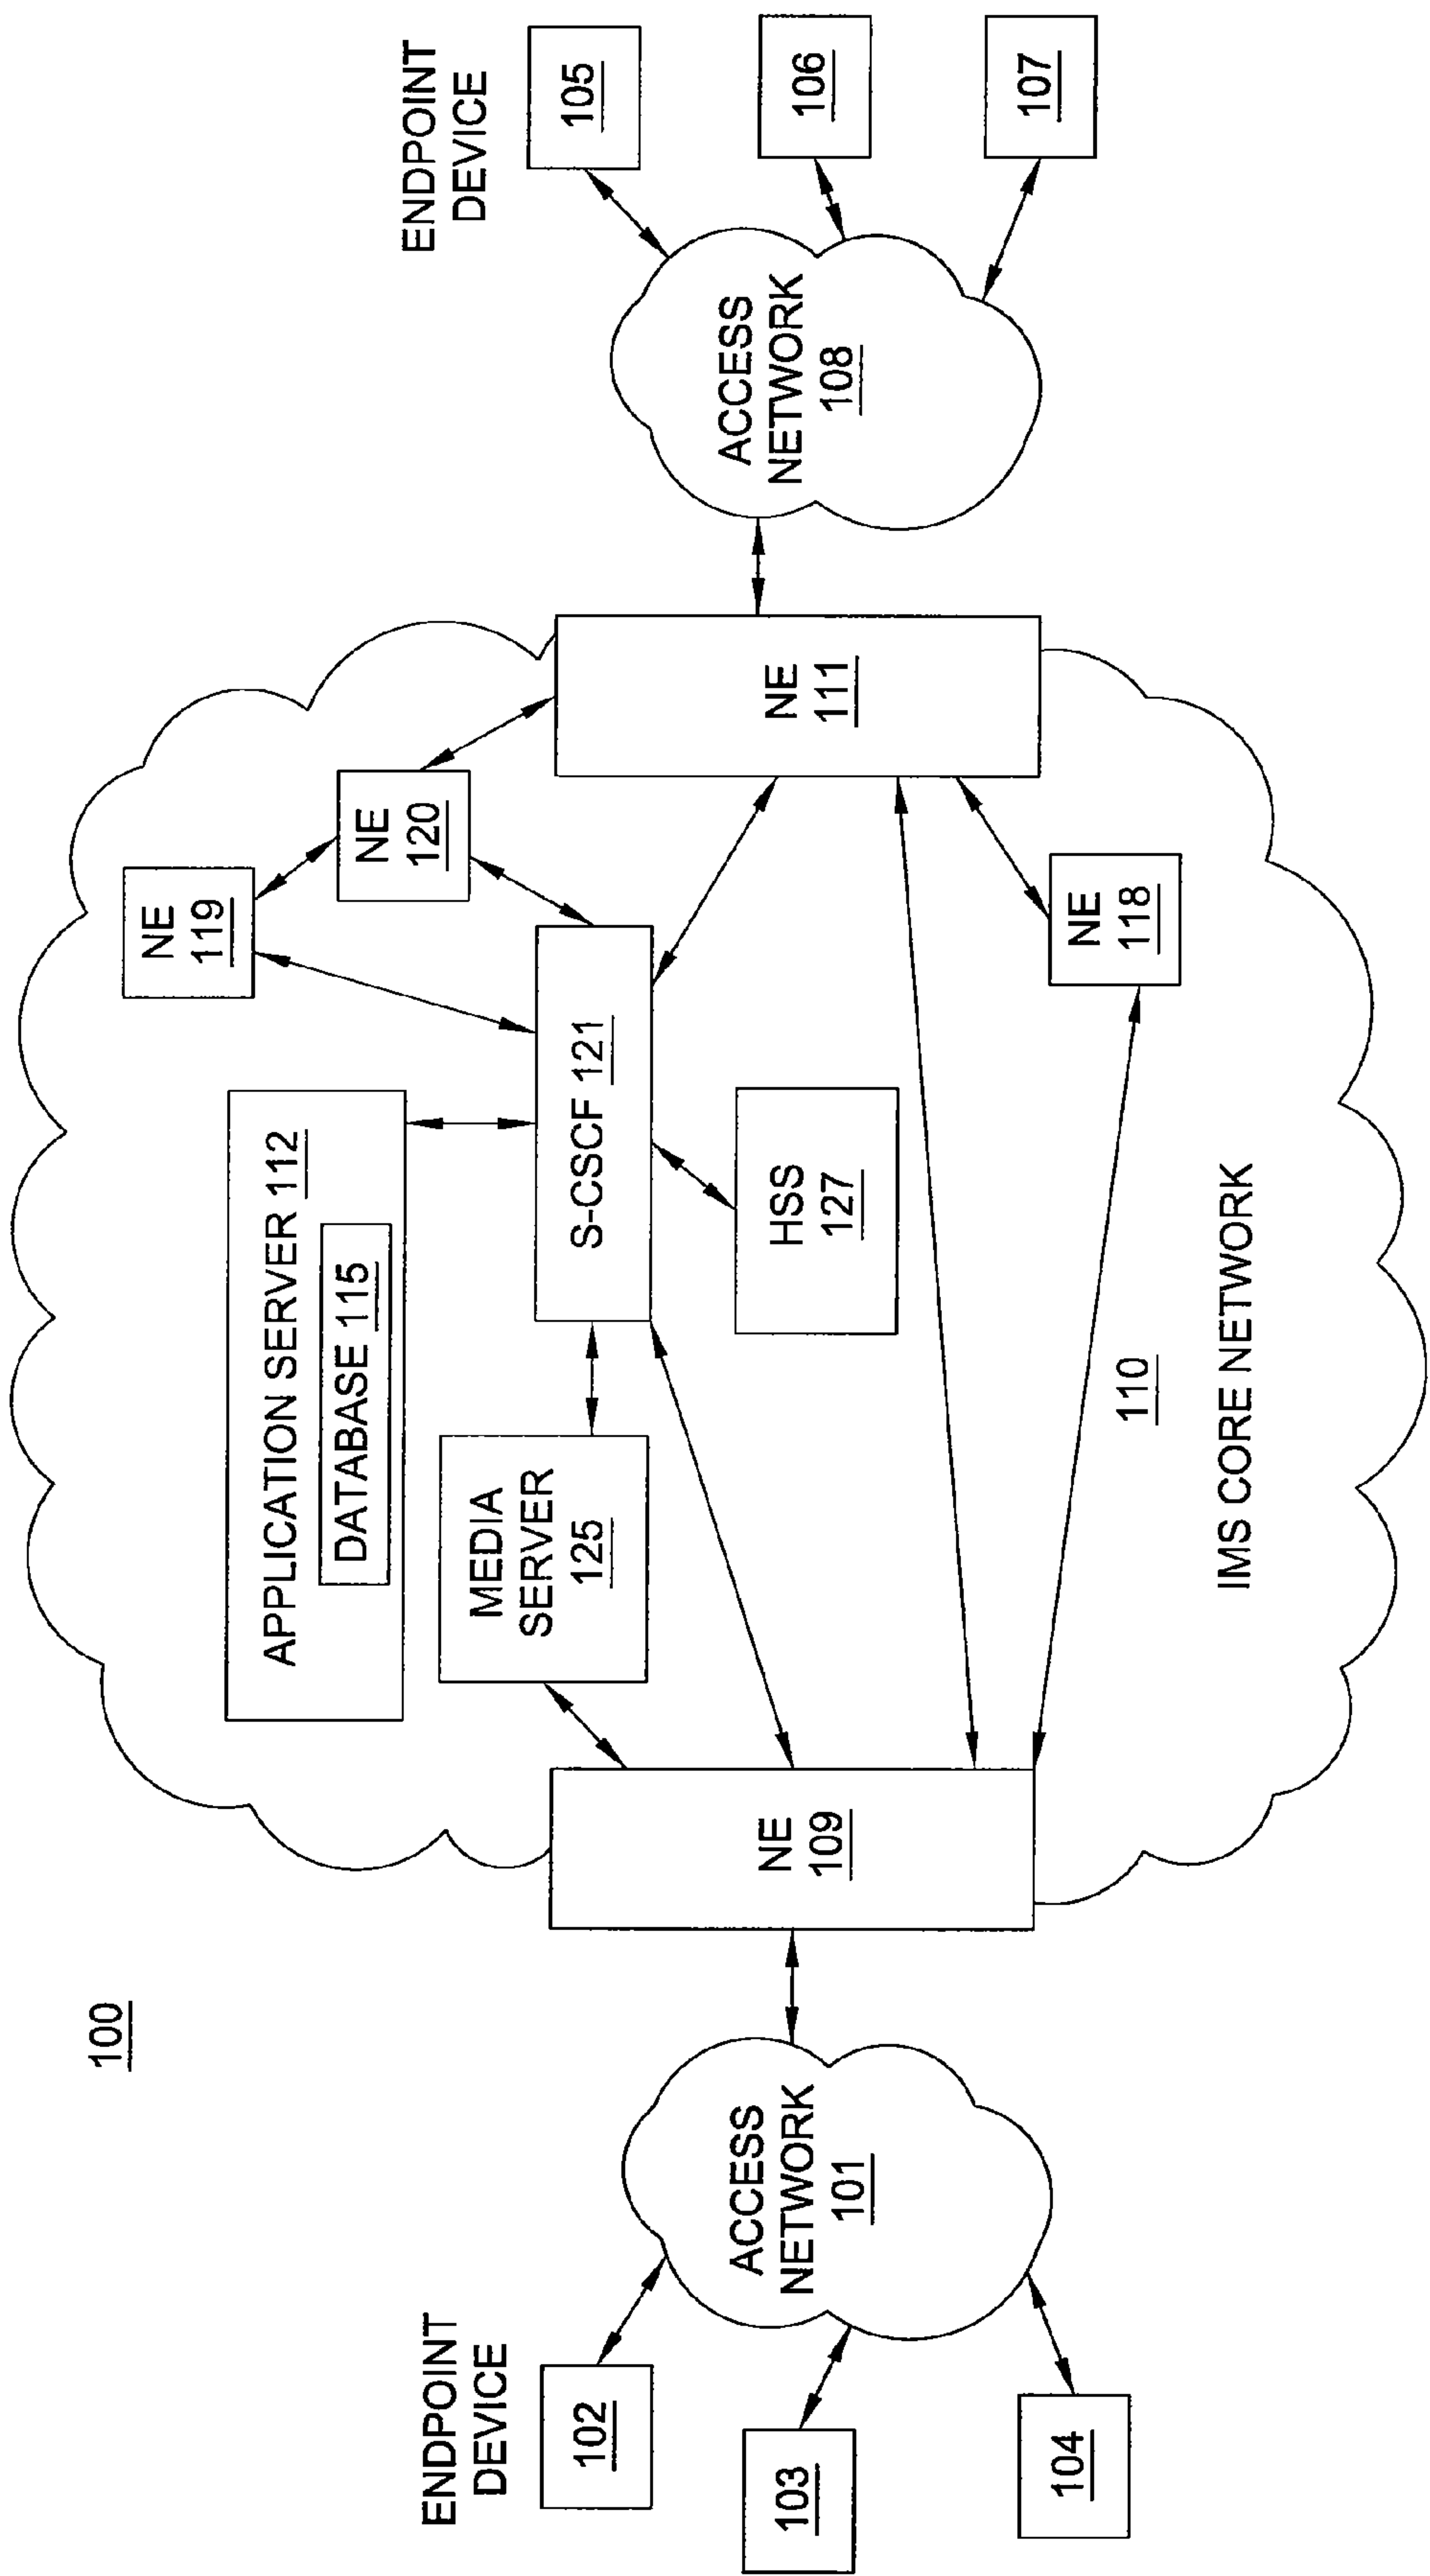 100
ENDPOINT
DEVICE
102
103
104
ACCESS
NETWORK
101
NE
109
APPLICATION SERVER 112
DATABASE 115
MEDIA
SERVER
125
S-CSCF 121
HSS
127
NE
119
NE
120
NE
118
NE
111
110
IMS CORE NETWORK
ACCESS
NETWORK
108
ENDPOINT
DEVICE
105
106
107